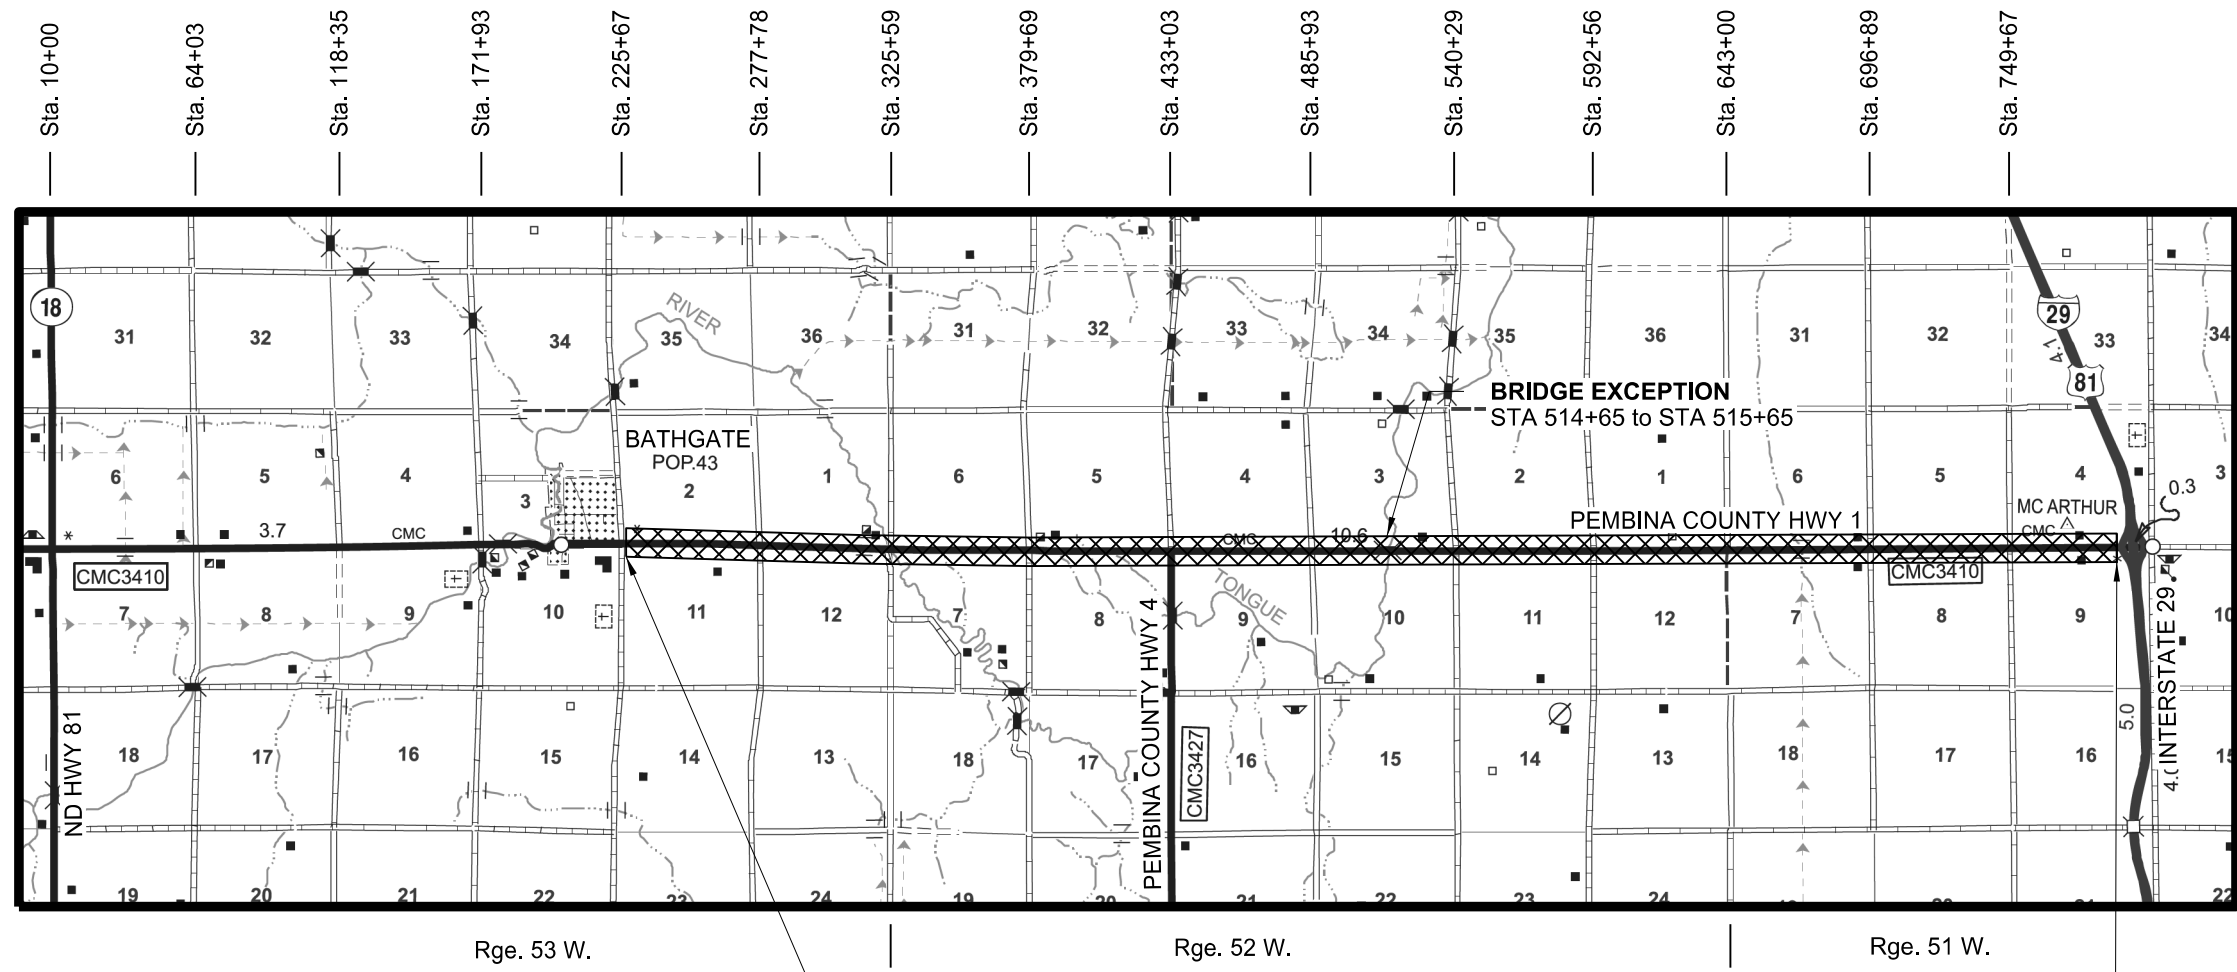 Sta. 10+00
Sta. 64+03
Sta. 118+35
Sta. 171+93
Sta. 225+67
Sta. 277+78
Sta. 325+59
Sta. 379+69
Sta. 433+03
Sta. 485+93
Sta. 540+29
Sta. 592+56
Sta. 643+00
Sta. 696+89
Sta. 749+67
18
RIVER
29
4.1
81
31 32 33 34 35 36 31 32 33 34 35 36 31 32 33 34
BRIDGE EXCEPTION
STA 514+65 to STA 515+65
BATHGATE
POP.43
6 5 4 3 2 1 6 5 4 3 2 1 6 5 4 3
MC ARTHUR
0.3
PEMBINA COUNTY HWY 1
3.7
CMC
CMC
10.6
CMC
CMC3410
CMC3410
TONGUE
7 8 9 10 11 12 7 8 9 10 11 12 7 8 9 10
ND HWY 81
PEMBINA COUNTY HWY 4
CMC3427
INTERSTATE 29
5.0
18 17 16 15 14 13 18 17 16 15 14 13 18 17 16 15
19 20 21 22 23 24 19 20 21 22 23 24 22
Rge. 53 W.
Rge. 52 W.
Rge. 51 W.